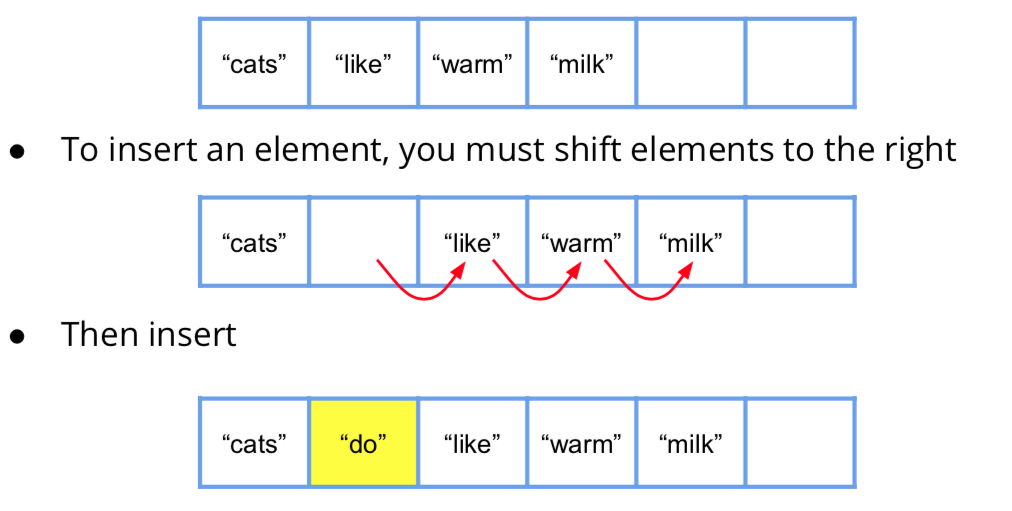 “cats” “like” “warm” “milk”
● To insert an element, you must shift elements to the right
“cats” “like” “warm” “milk”
● Then insert
“cats” “do” “like” “warm” “milk”